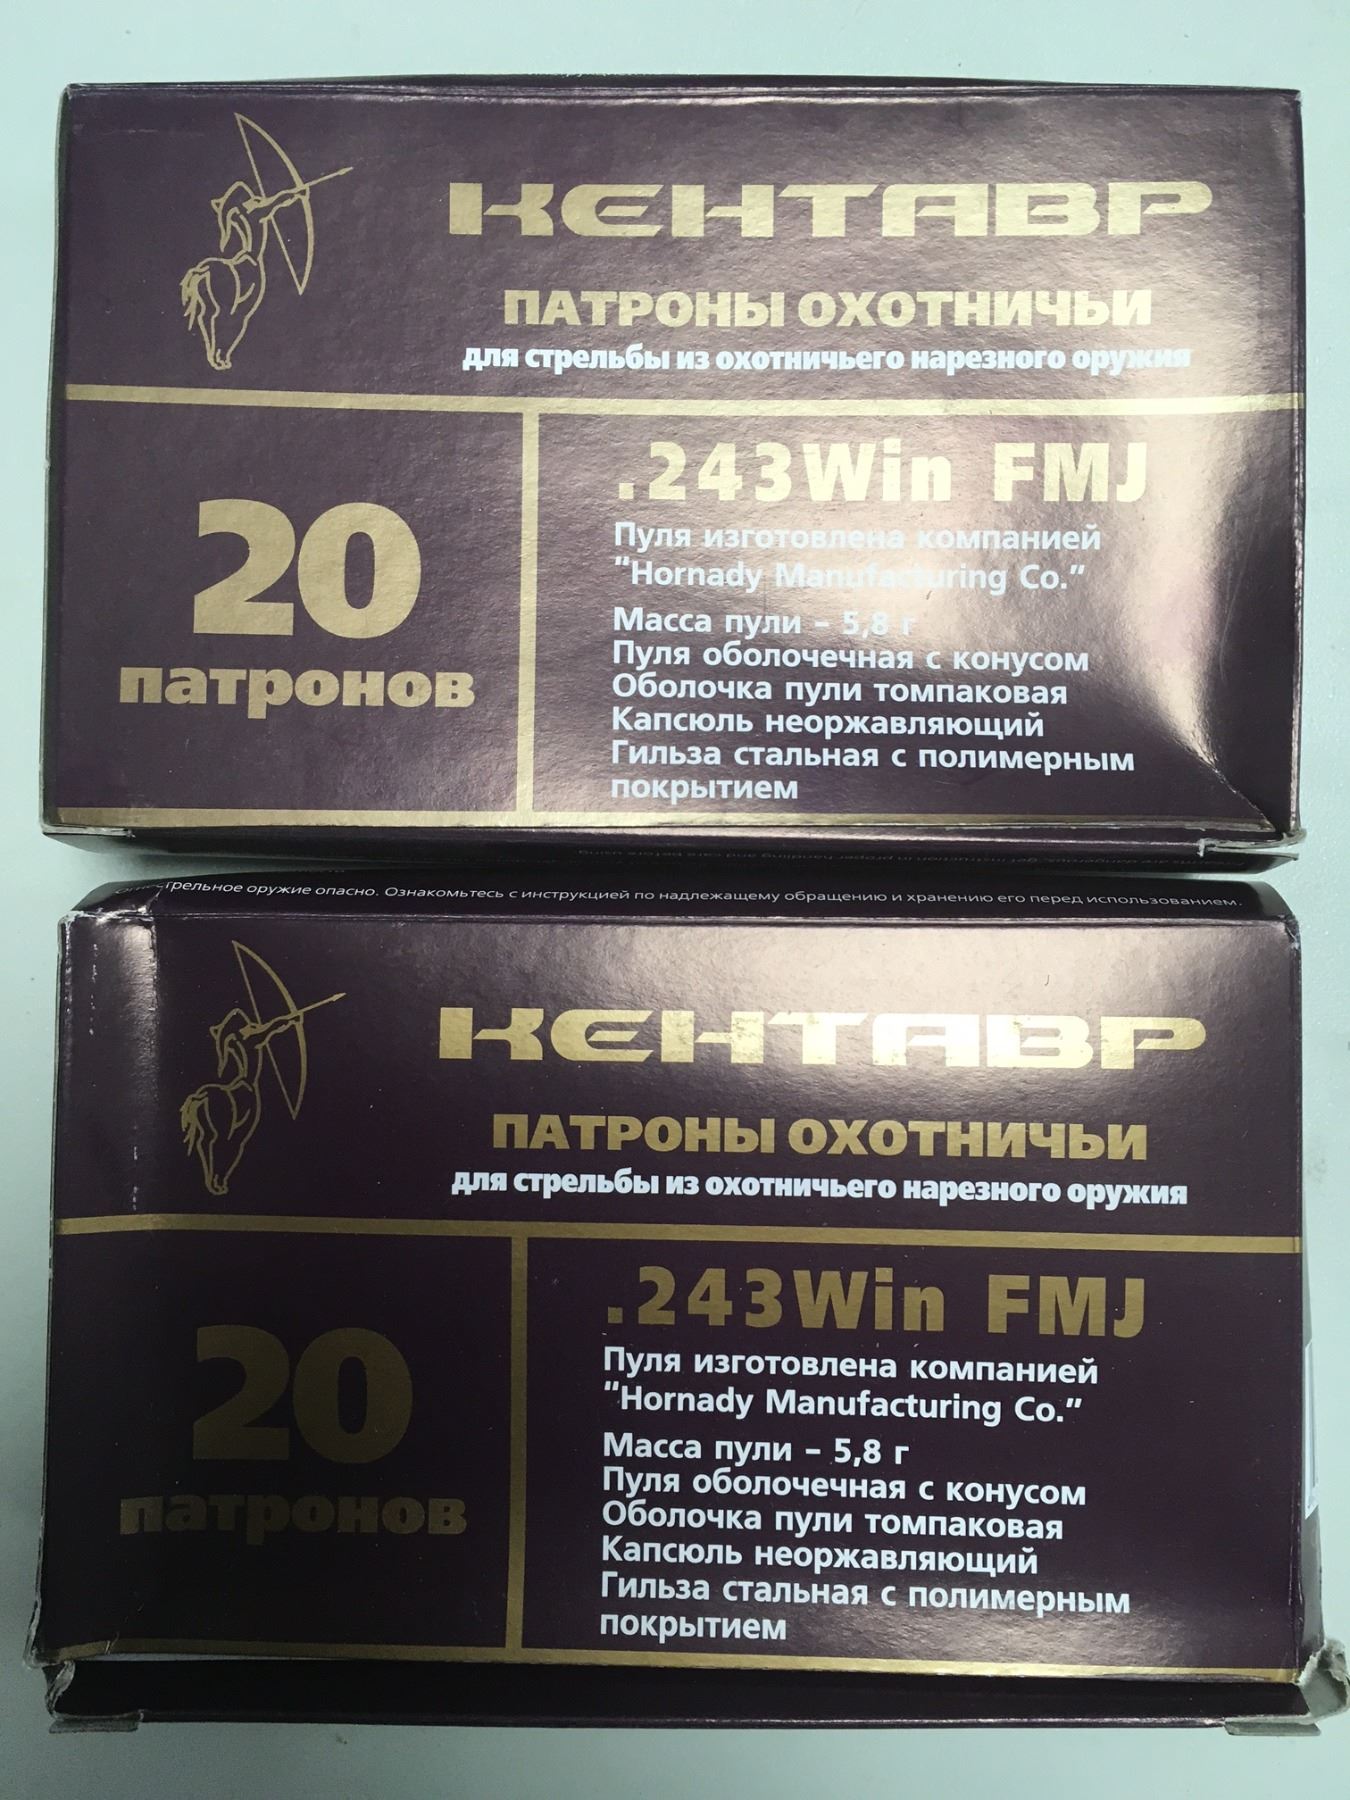 КЕНТАВР
ПАТРОНЫ ОХОТНИЧЬИ
для стрельбы из охотничьего нарезного оружия
20
патронов
.243Win FMJ
Пуля изготовлена компанией
"Hornady Manufacturing Co."
Масса пули – 5,8 г
Пуля оболочечная с конусом
Оболочка пули томпаковая
Капсюль неоржавляющий
Гильза стальная с полимерным
покрытием
оружие опасно. Ознакомьтесь с инструкцией по надлежащему обращению и хранению его перед использованием.
КЕНТАВР
ПАТРОНЫ ОХОТНИЧЬИ
для стрельбы из охотничьего нарезного оружия
20
патронов
.243Win FMJ
Пуля изготовлена компанией
"Hornady Manufacturing Co."
Масса пули – 5,8 г
Пуля оболочечная с конусом
Оболочка пули томпаковая
Капсюль неоржавляющий
Гильза стальная с полимерным
покрытием